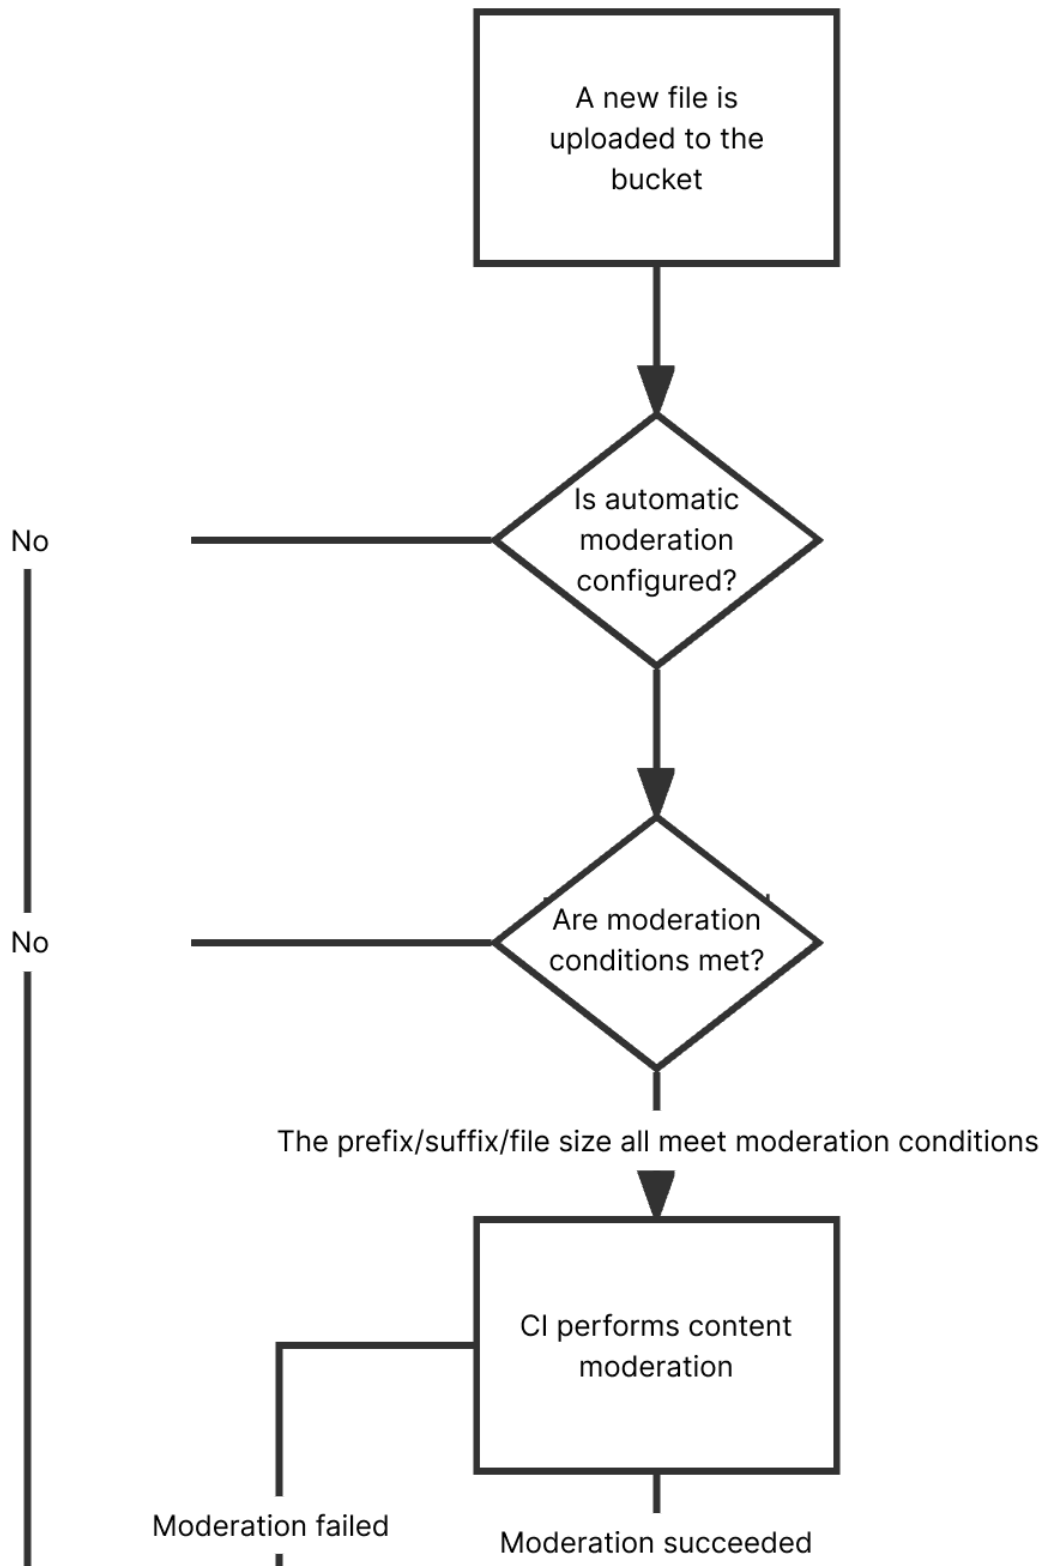 A new file is
uploaded to the
bucket
Is automatic
moderation
configured?
No
Are moderation
conditions met?
No
The prefix/suffix/file size all meet moderation conditions
CI performs content
moderation
Moderation failed
Moderation succeeded